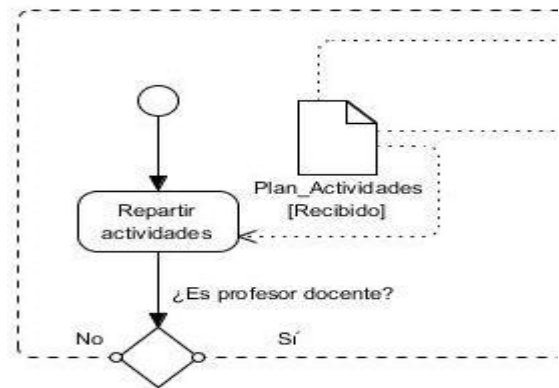 Plan_Actividades
[Recibido]
Repartir
actividades
¿Es profesor docente?
No
Sí